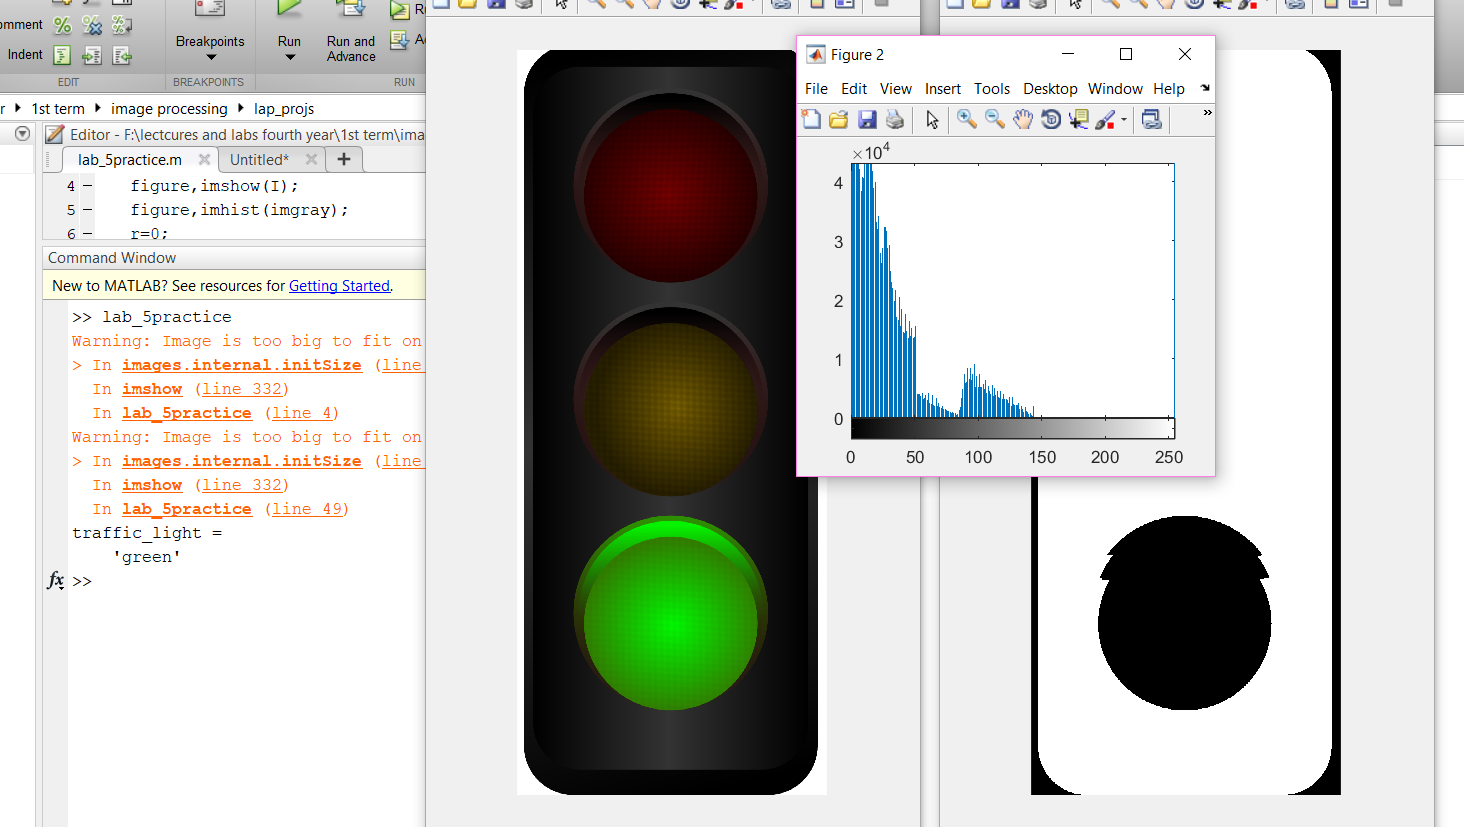 omment
Indent
Breakpoints
Run
Run and
Advance
EDIT
BREAKPOINTS
RUN
r ▸ 1st term ▸ image processing ▸ lap_projs
Editor - F:\lectcures and labs fourth year\1st term\ima
lab_5practice.m
Untitled*
4 figure,imshow(I);
5 figure,imhist(imgray);
6 r=0;
Command Window
New to MATLAB? See resources for Getting Started.
>> lab_5practice
Warning: Image is too big to fit on
> In images.internal.initSize (line
In imshow (line 332)
In lab_5practice (line 4)
Warning: Image is too big to fit on
> In images.internal.initSize (line
In imshow (line 332)
In lab_5practice (line 49)
traffic_light =
'green'
fx >>
Figure 2
File Edit View Insert Tools Desktop Window Help
×10^4
4
3
2
1
0
0 50 100 150 200 250